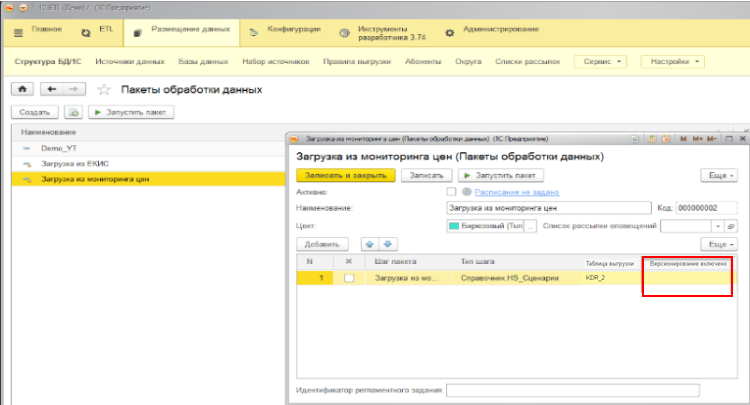 1С:ETL (Демо) / (1С:Предприятие)
Главное ETL Размещение данных Конфигурации Инструменты разработчика 3.74 Администрирование
Структура БД/1С Источники данных Базы данных Набор источников Правила выгрузки Абоненты Округа Списки рассылок Сервис Настройки
Пакеты обработки данных
Создать Запустить пакет
Наименование
Demo_YT
Загрузка из ЕКИС
Загрузка из мониторинга цен
Загрузка из мониторинга цен (Пакеты обработки данных) (1С:Предприятие) M M+ M-
Загрузка из мониторинга цен (Пакеты обработки данных)
Записать и закрыть Записать Запустить пакет Еще
Активно: Расписание не задано
Наименование: Загрузка из мониторинга цен Код: 000000002
Цвет: Бирюзовый (Тип ... Список рассылки оповещений:
Добавить Еще
N Шаг пакета Тип шага Таблица выгрузки Версионирование включено
1 Загрузка из мо... Справочник.HS_Сценарии KDR_2
Идентификатор регламентного задания: